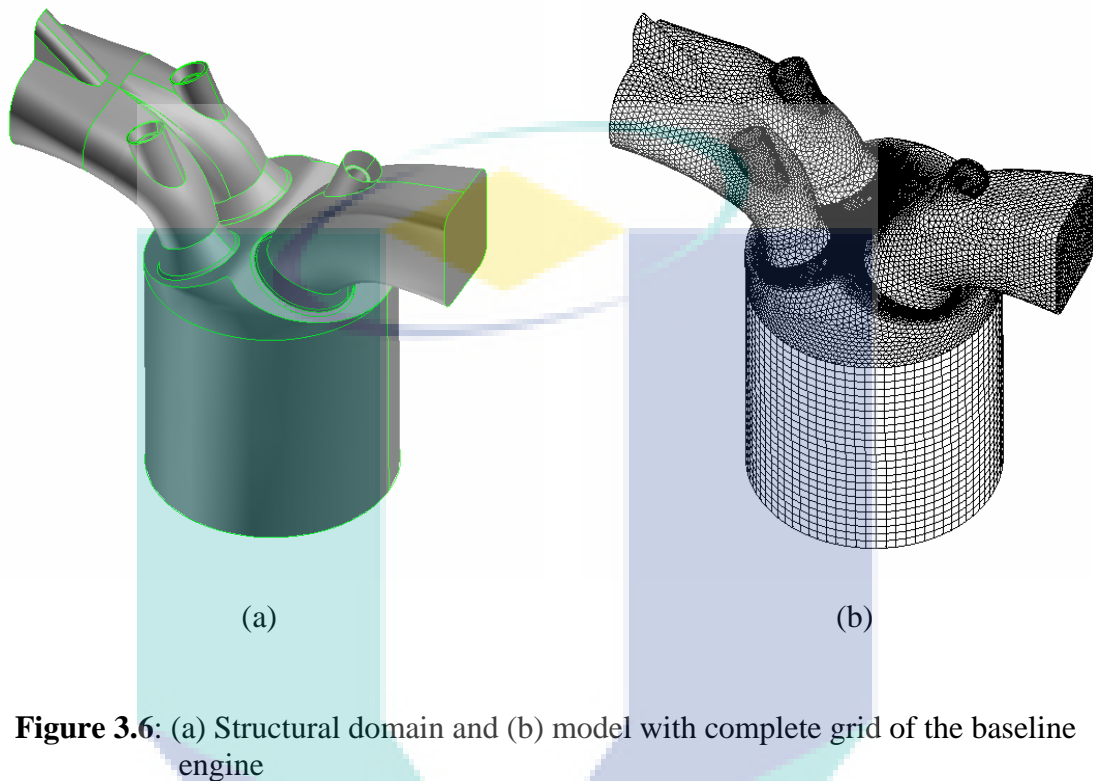 (a) (b)
Figure 3.6: (a) Structural domain and (b) model with complete grid of the baseline
engine